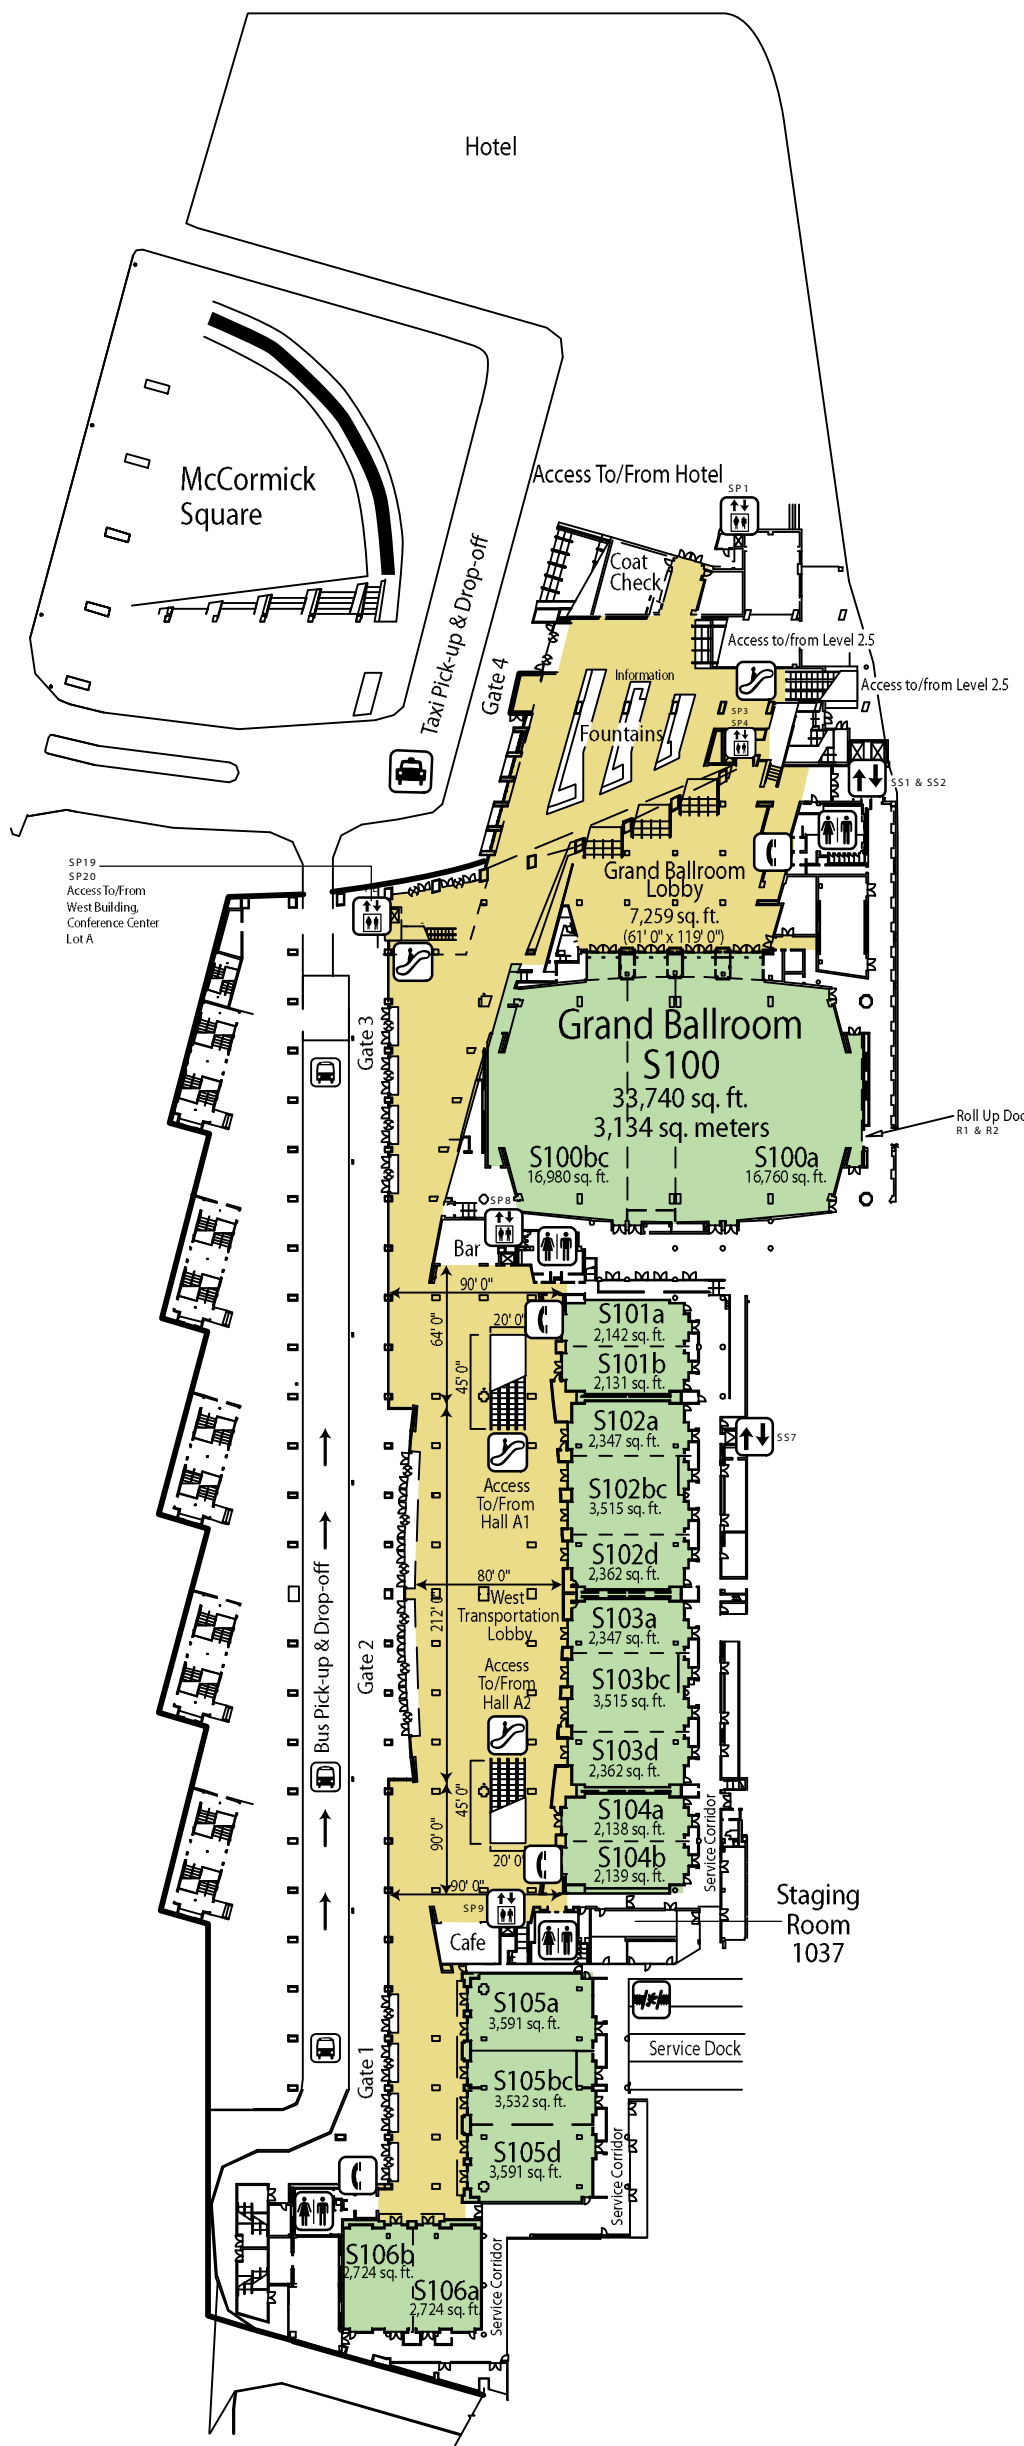 Hotel
McCormick
Square
Access To/From Hotel
SP1
Coat
Check
Taxi Pick-up & Drop-off
Gate 4
Access to/from Level 2.5
Information
Access to/from Level 2.5
SP3
SP4
Fountains
SS1 & SS2
SP19
SP20
Access To/From
West Building,
Conference Center
Lot A
Grand Ballroom
Lobby
7,259 sq. ft.
(61' 0" x 119' 0")
Gate 3
Grand Ballroom
S100
33,740 sq. ft.
3,134 sq. meters
S100bc
16,980 sq. ft.
S100a
16,760 sq. ft.
Roll Up Doo
R1 & R2
SP8
Bar
90' 0"
64' 0"
20' 0"
45' 0"
S101a
2,142 sq. ft.
S101b
2,131 sq. ft.
S102a
2,347 sq. ft.
SS7
Access
To/From
Hall A1
S102bc
3,515 sq. ft.
S102d
2,362 sq. ft.
80' 0"
212' 0"
West
Transportation
Lobby
Bus Pick-up & Drop-off
Gate 2
S103a
2,347 sq. ft.
Access
To/From
Hall A2
S103bc
3,515 sq. ft.
S103d
2,362 sq. ft.
45' 0"
90' 0"
20' 0"
S104a
2,138 sq. ft.
S104b
2,139 sq. ft.
Service Corridor
90' 0"
SP9
Staging
Room
1037
Cafe
S105a
3,591 sq. ft.
Service Dock
Gate 1
S105bc
3,532 sq. ft.
S105d
3,591 sq. ft.
Service Corridor
S106b
2,724 sq. ft.
S106a
2,724 sq. ft.
Service Corridor